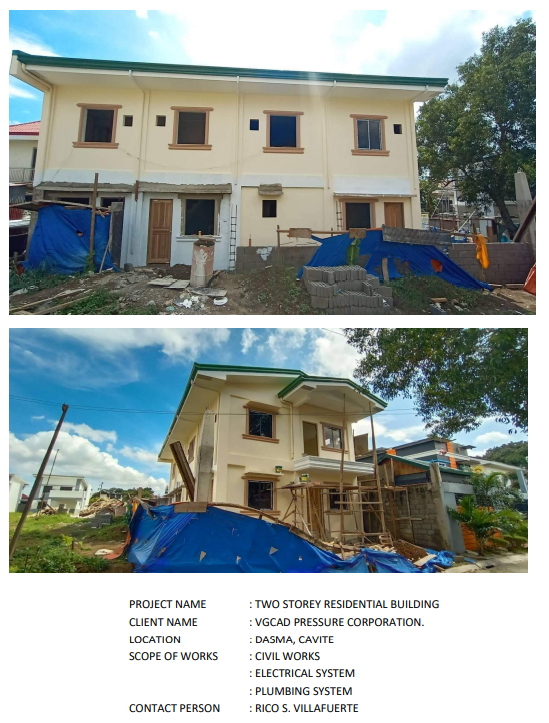 PROJECT NAME : TWO STOREY RESIDENTIAL BUILDING
CLIENT NAME : VGCAD PRESSURE CORPORATION.
LOCATION : DASMA, CAVITE
SCOPE OF WORKS : CIVIL WORKS
: ELECTRICAL SYSTEM
: PLUMBING SYSTEM
CONTACT PERSON : RICO S. VILLAFUERTE